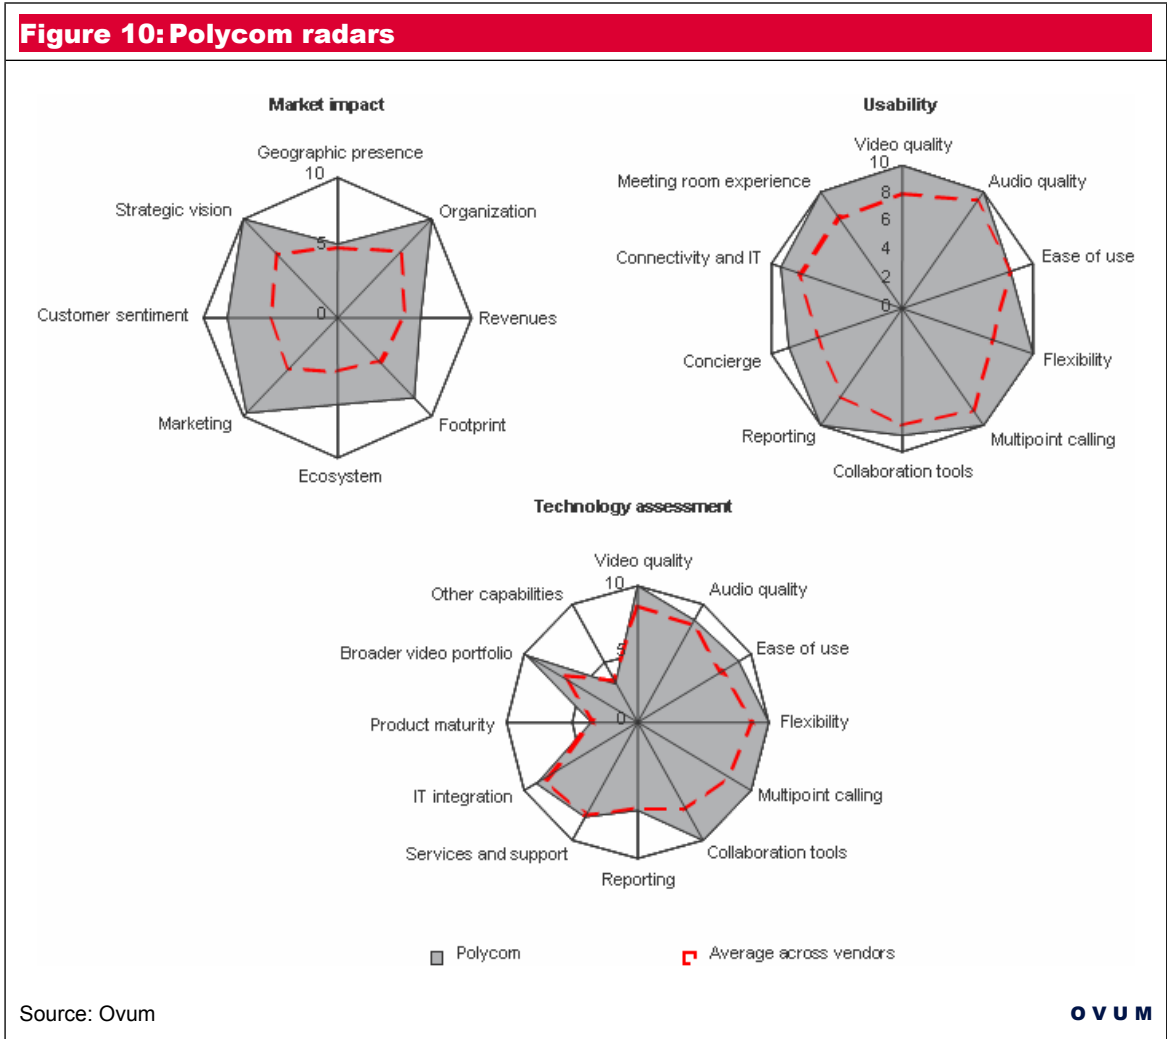 Figure 10: Polycom radars
Market impact
Geographic presence
10
Strategic vision
Organization
5
Customer sentiment
0
Revenues
Marketing
Footprint
Ecosystem
Usability
Video quality
10
Meeting room experience
8
Audio quality
6
Connectivity and IT
4
Ease of use
2
0
Concierge
Flexibility
Reporting
Multipoint calling
Collaboration tools
Technology assessment
Video quality
10
Other capabilities
Audio quality
Broader video portfolio
5
Ease of use
Product maturity
0
Flexibility
IT integration
Multipoint calling
Services and support
Collaboration tools
Reporting
Polycom
Average across vendors
Source: Ovum
OVUM